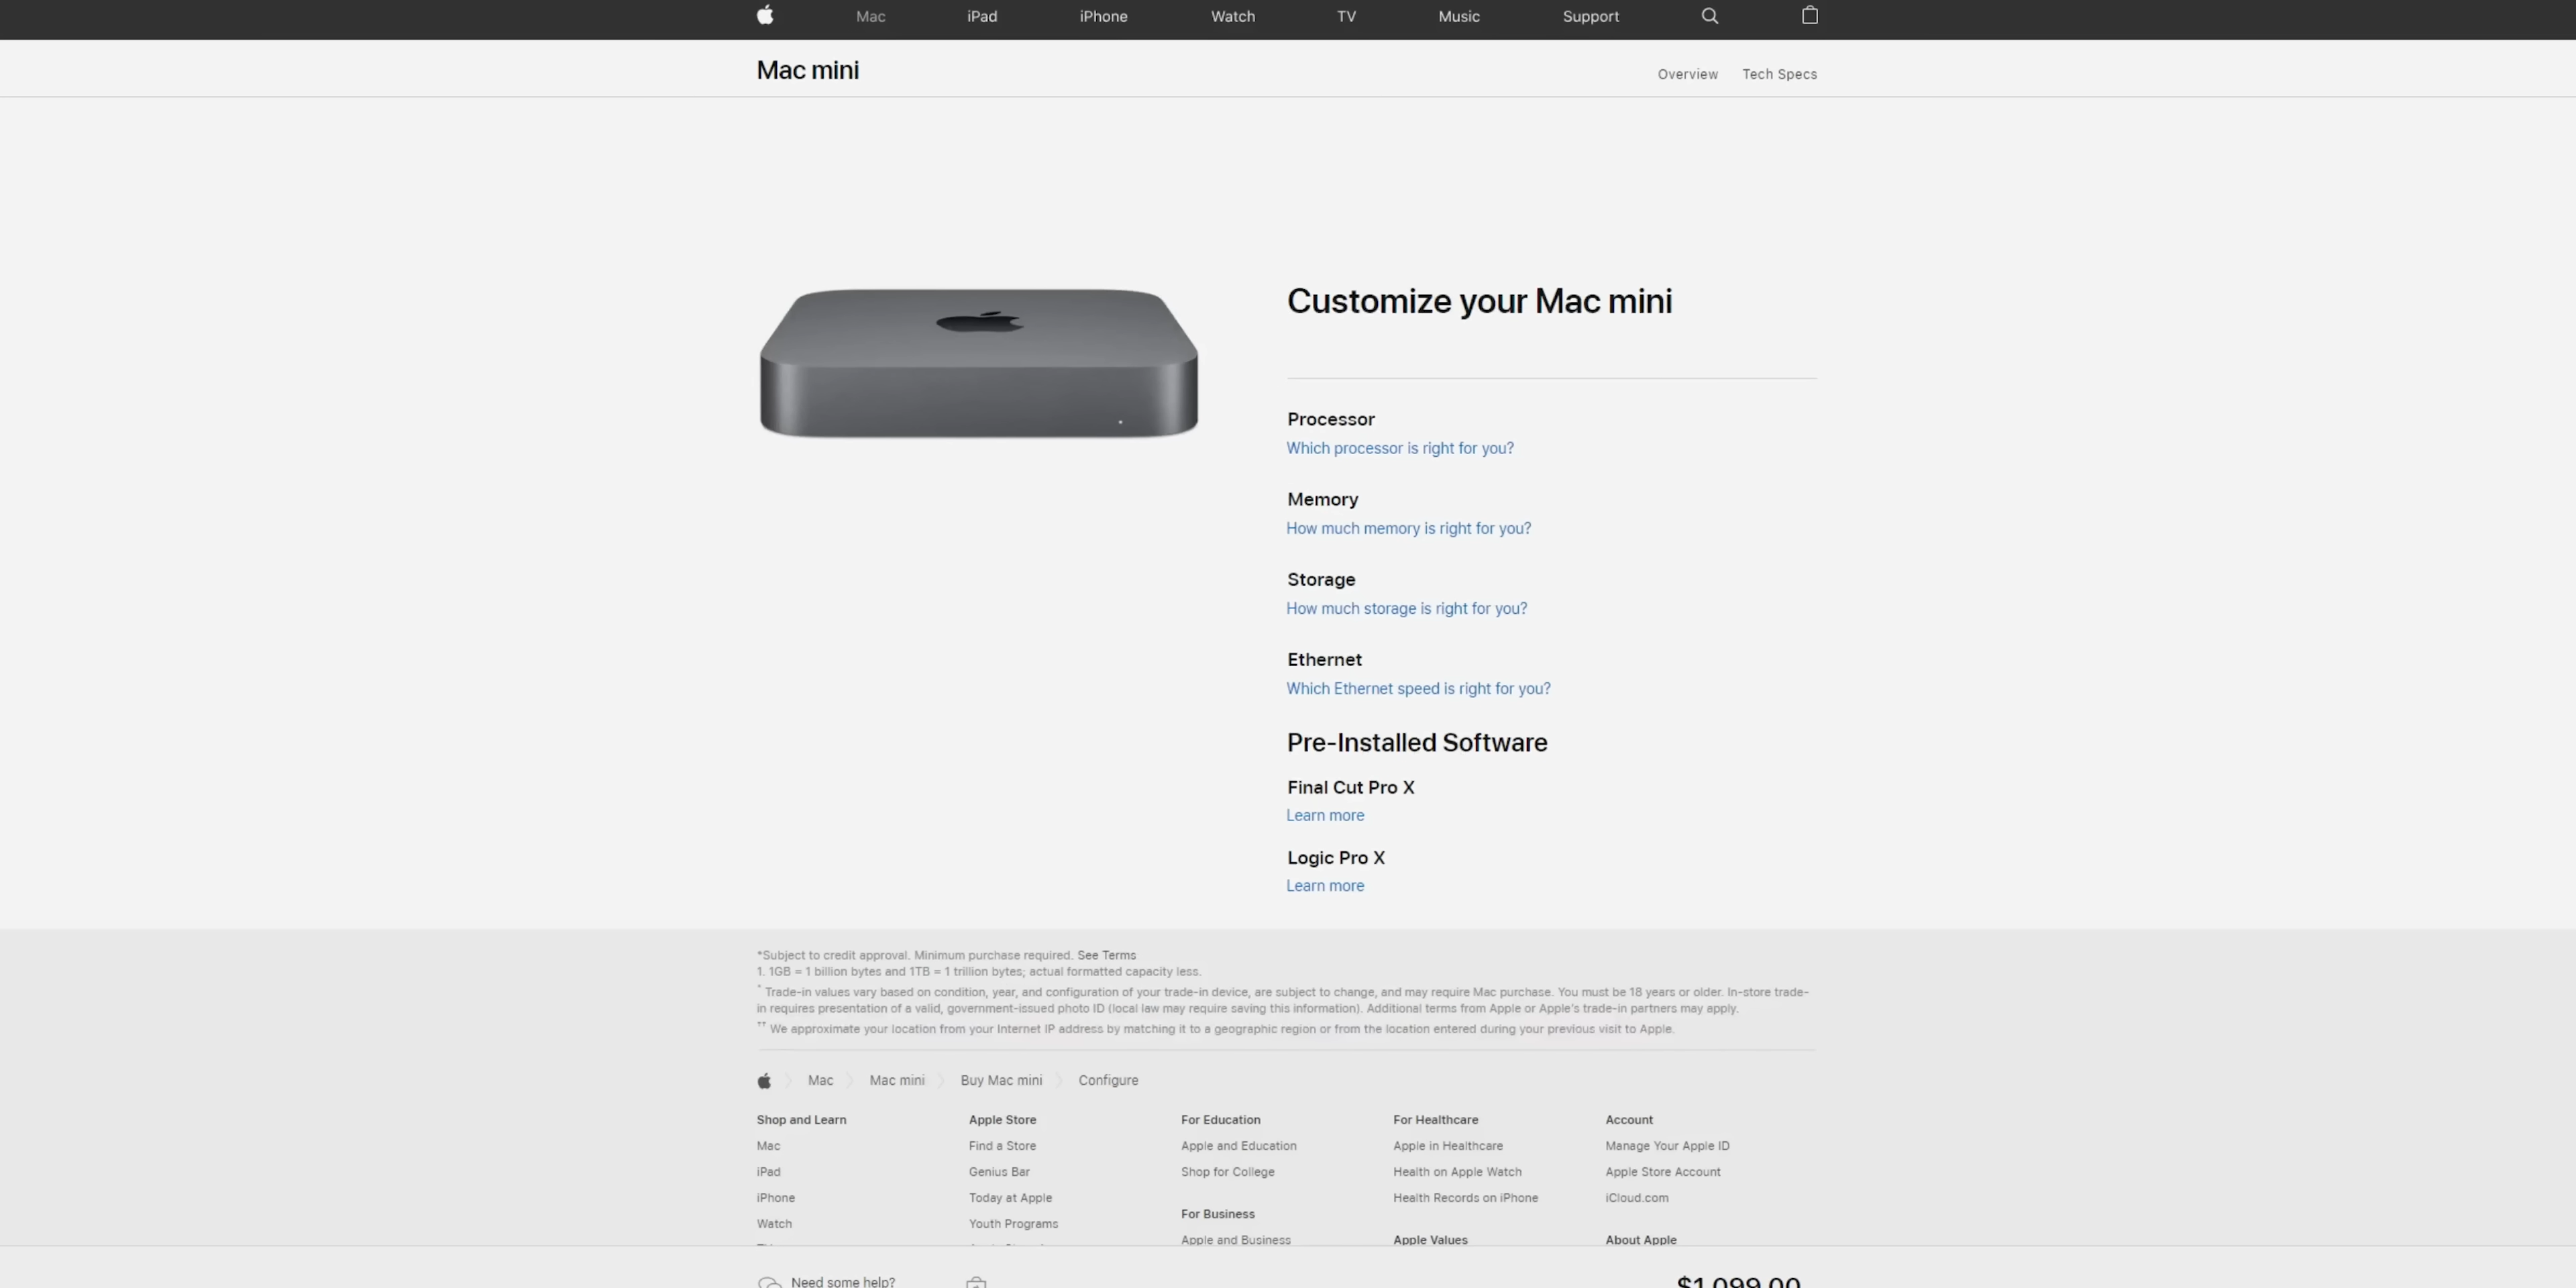 Mac iPad iPhone Watch TV Music Support
Mac mini
Overview Tech Specs
Customize your Mac mini
Processor
Which processor is right for you?
Memory
How much memory is right for you?
Storage
How much storage is right for you?
Ethernet
Which Ethernet speed is right for you?
Pre-Installed Software
Final Cut Pro X
Learn more
Logic Pro X
Learn more
*Subject to credit approval. Minimum purchase required. See Terms
1. 1GB = 1 billion bytes and 1TB = 1 trillion bytes; actual formatted capacity less.
* Trade-in values vary based on condition, year, and configuration of your trade-in device, are subject to change, and may require Mac purchase. You must be 18 years or older. In-store trade-
in requires presentation of a valid, government-issued photo ID (local law may require saving this information). Additional terms from Apple or Apple's trade-in partners may apply.
†† We approximate your location from your Internet IP address by matching it to a geographic region or from the location entered during your previous visit to Apple.
Mac Mac mini Buy Mac mini Configure
Shop and Learn
Mac
iPad
iPhone
Watch
Apple Store
Find a Store
Genius Bar
Today at Apple
Youth Programs
For Education
Apple and Education
Shop for College
For Business
Apple and Business
For Healthcare
Apple in Healthcare
Health on Apple Watch
Health Records on iPhone
Apple Values
Account
Manage Your Apple ID
Apple Store Account
iCloud.com
About Apple
Need some help?
$1,099.00